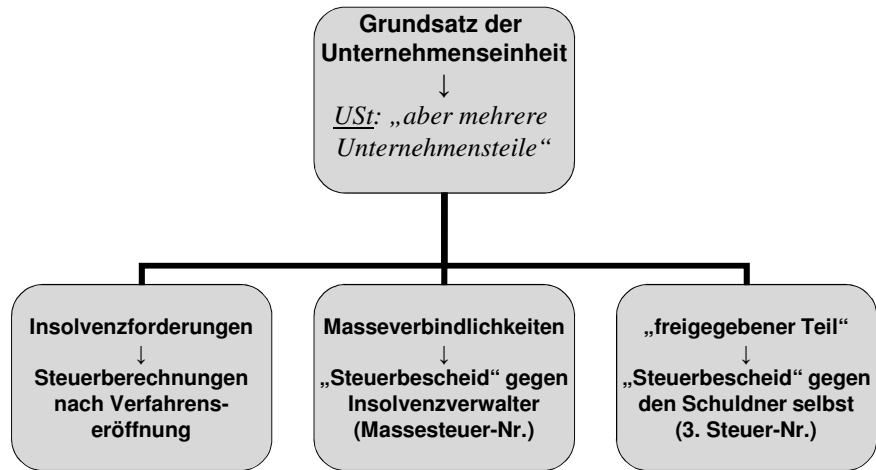 Grundsatz der
Unternehmenseinheit
↓
USt: „aber mehrere
Unternehmensteile“
Insolvenzforderungen
↓
Steuerberechnungen
nach Verfahrens-
eröffnung
Masseverbindlichkeiten
↓
„Steuerbescheid“ gegen
Insolvenzverwalter
(Massesteuer-Nr.)
„freigegebener Teil“
↓
„Steuerbescheid“ gegen
den Schuldner selbst
(3. Steuer-Nr.)